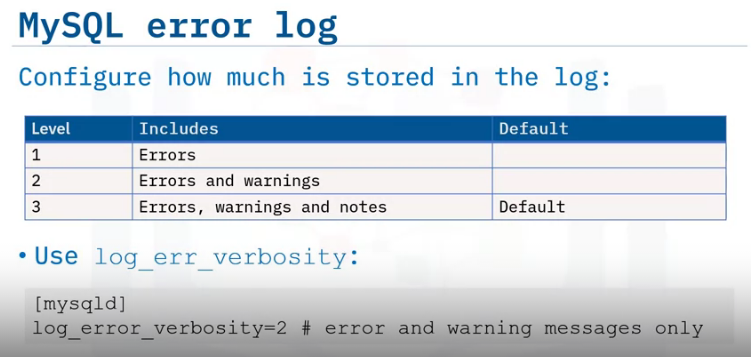 MySQL error log
Configure how much is stored in the log:
Level Includes Default
1 Errors
2 Errors and warnings
3 Errors, warnings and notes Default
• Use log_err_verbosity:
[mysqld]
log_error_verbosity=2 # error and warning messages only